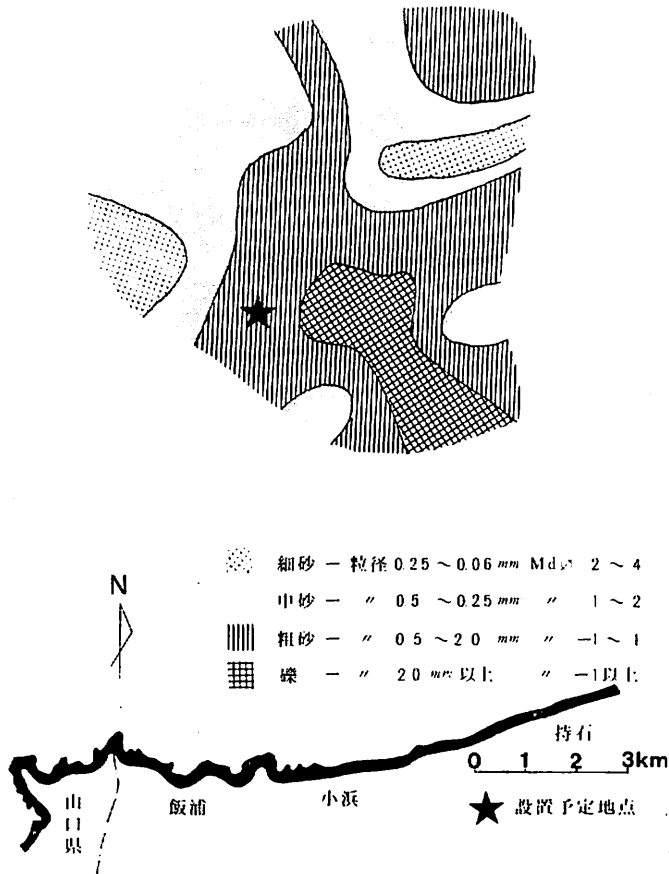 細砂 ― 粒径 0.25 ～ 0.06 mm Mdφ 2 ～ 4
中砂 ― 〃 0.5 ～ 0.25 mm 〃 1 ～ 2
粗砂 ― 〃 0.5 ～ 2.0 mm 〃 -1 ～ 1
礫 ― 〃 2.0 mm 以上 〃 -1以上
N
持石
0 1 2 3km
小浜
飯浦
山口県
設置予定地点